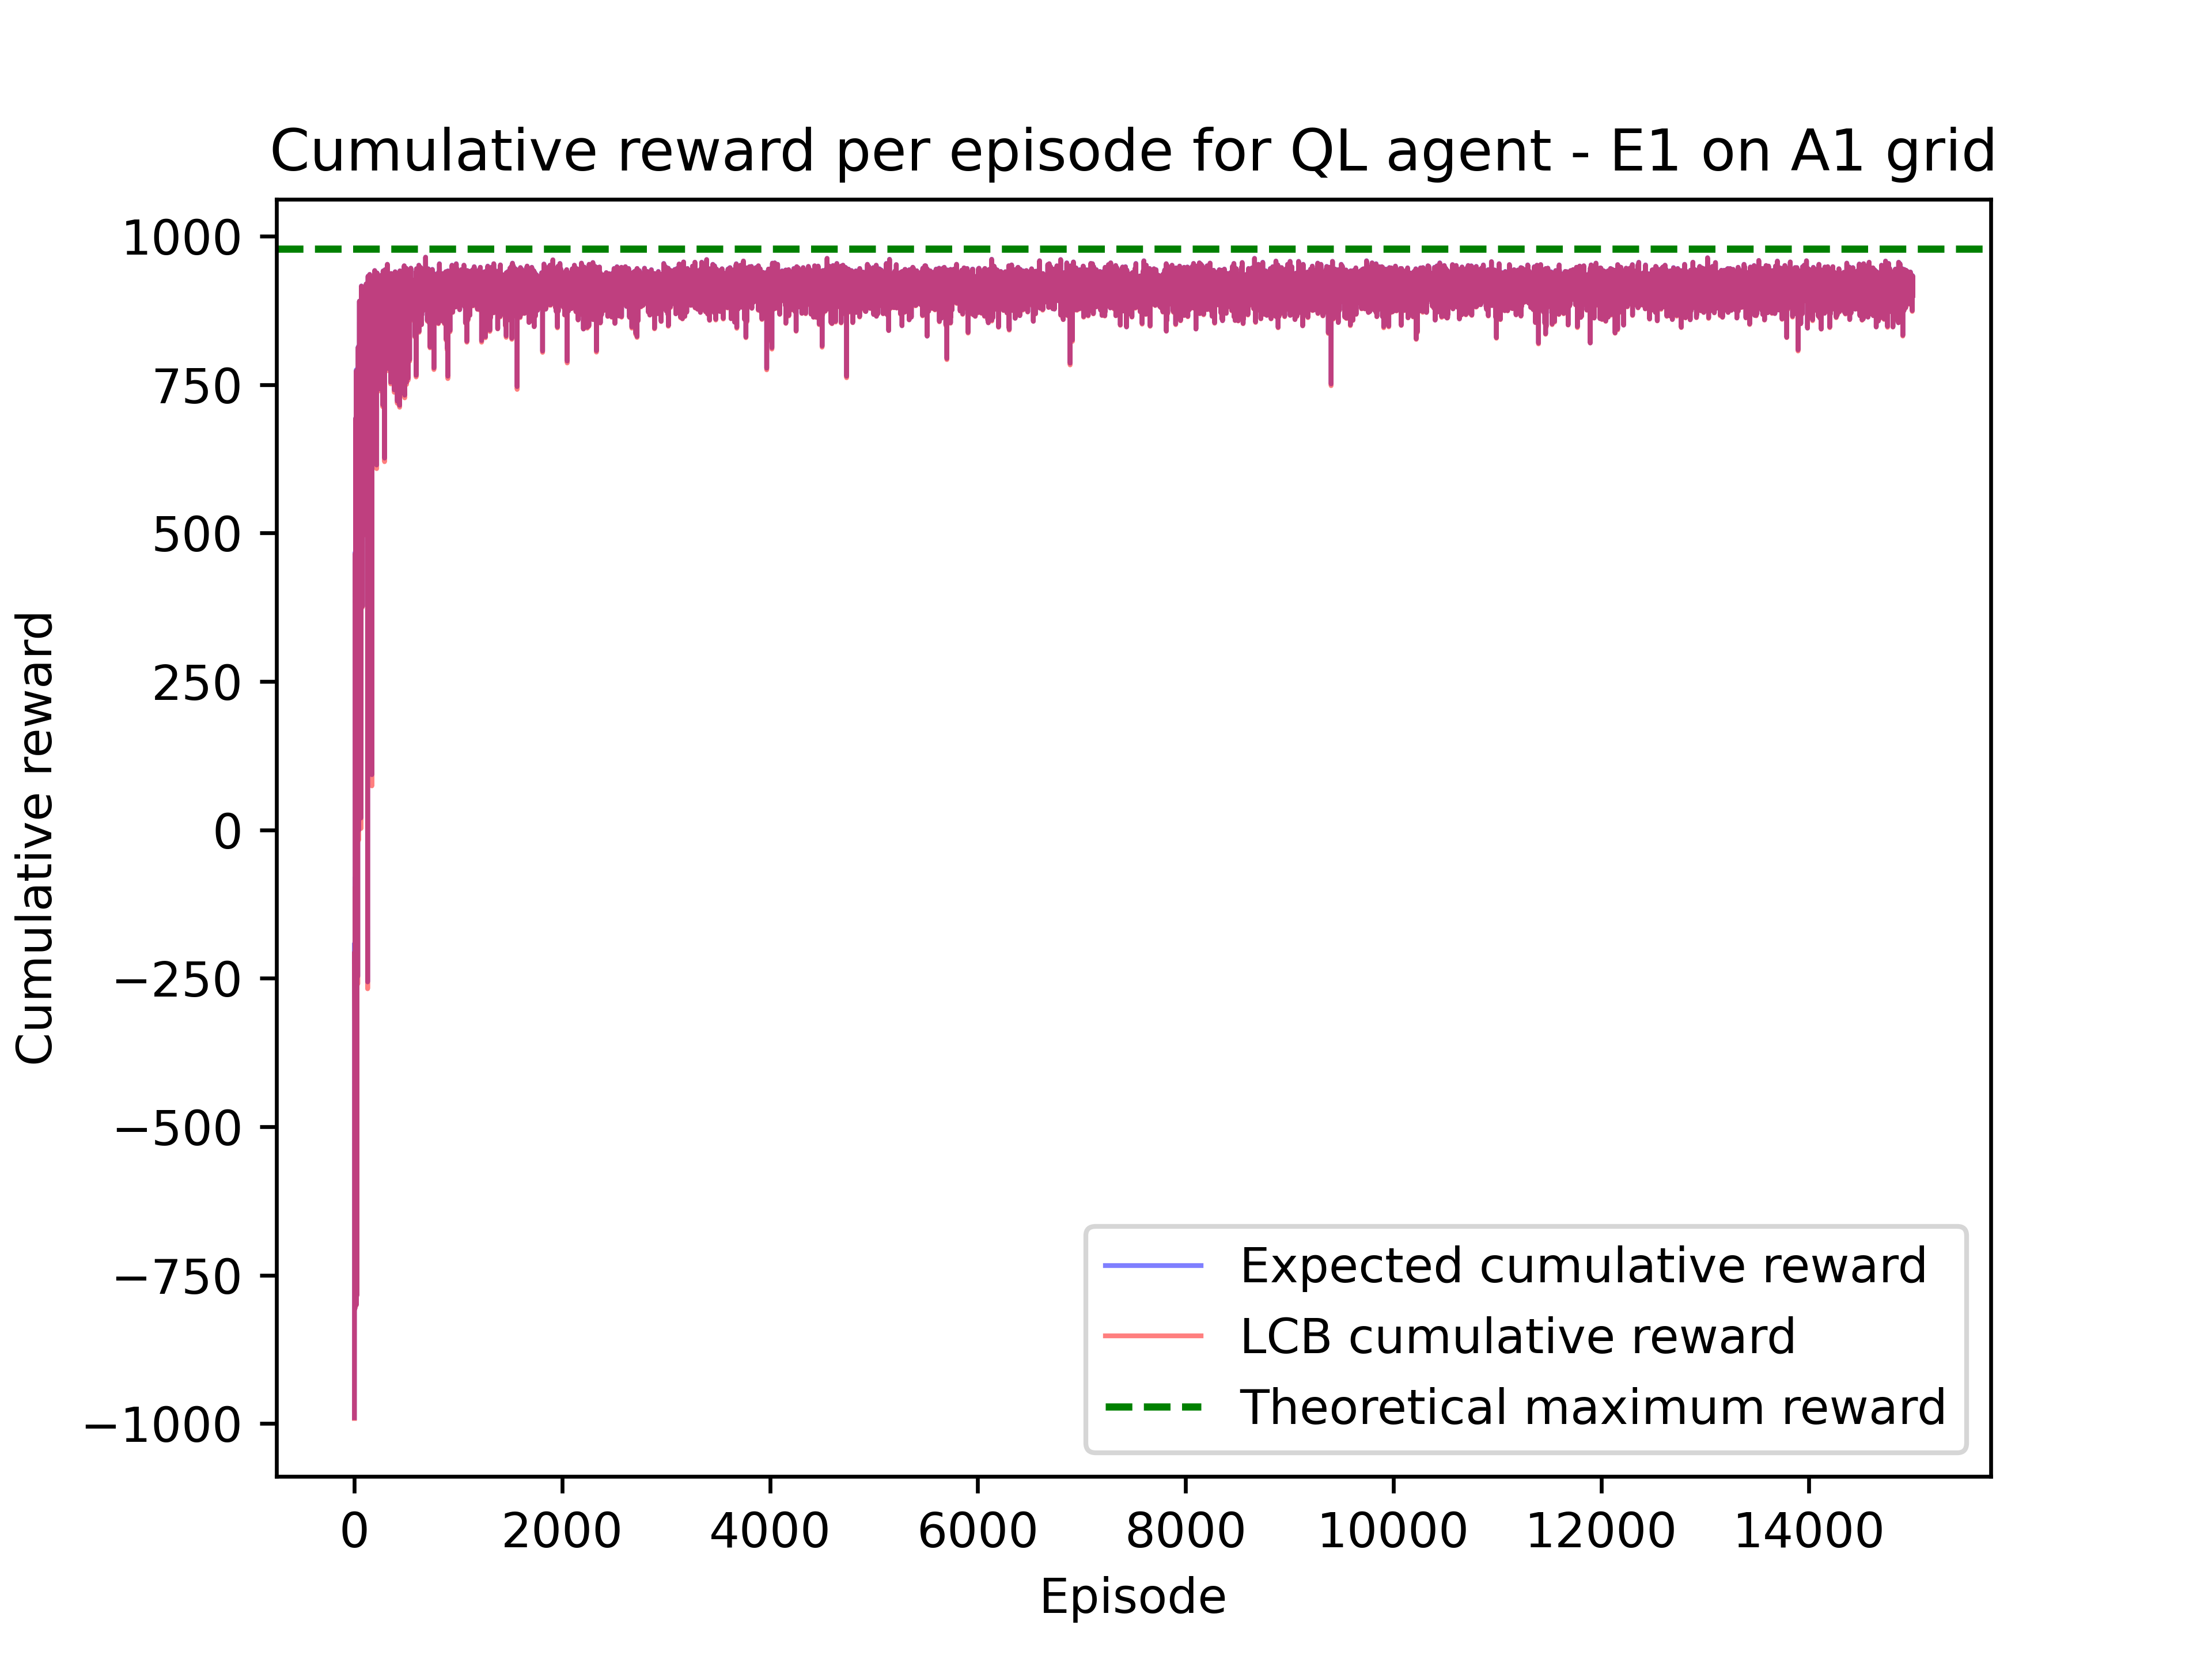 Cumulative reward per episode for QL agent - E1 on A1 grid
1000
750
500
250
0
−250
−500
−750
−1000
Cumulative reward
Expected cumulative reward
LCB cumulative reward
Theoretical maximum reward
0 2000 4000 6000 8000 10000 12000 14000
Episode